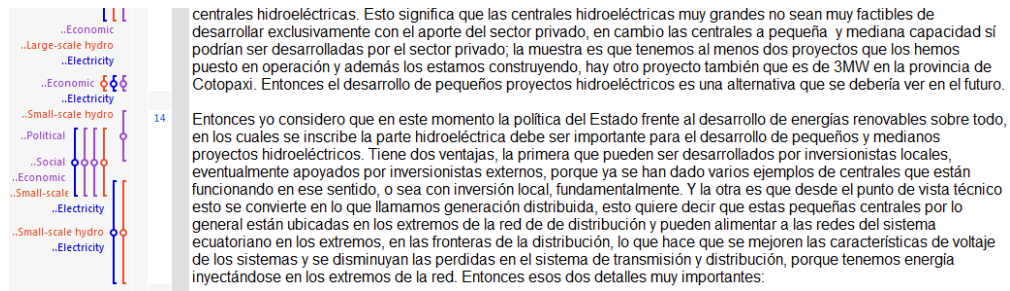 centrales hidroeléctricas. Esto significa que las centrales hidroeléctricas muy grandes no sean muy factibles de
..Economic
desarrollar exclusivamente con el aporte del sector privado, en cambio las centrales a pequeña y mediana capacidad sí
..Large-scale hydro
podrían ser desarrolladas por el sector privado; la muestra es que tenemos al menos dos proyectos que los hemos
..Electricity
puesto en operación y además los estamos construyendo, hay otro proyecto también que es de 3MW en la provincia de
..Economic
Cotopaxi. Entonces el desarrollo de pequeños proyectos hidroeléctricos es una alternativa que se debería ver en el futuro.
..Electricity
..Small-scale hydro
14
Entonces yo considero que en este momento la política del Estado frente al desarrollo de energías renovables sobre todo,
..Political
en los cuales se inscribe la parte hidroeléctrica debe ser importante para el desarrollo de pequeños y medianos
proyectos hidroeléctricos. Tiene dos ventajas, la primera que pueden ser desarrollados por inversionistas locales,
..Social
eventualmente apoyados por inversionistas externos, porque ya se han dado varios ejemplos de centrales que están
..Economic
funcionando en ese sentido, o sea con inversión local, fundamentalmente. Y la otra es que desde el punto de vista técnico
..Small-scale
esto se convierte en lo que llamamos generación distribuida, esto quiere decir que estas pequeñas centrales por lo
..Electricity
general están ubicadas en los extremos de la red de de distribución y pueden alimentar a las redes del sistema
..Small-scale hydro
ecuatoriano en los extremos, en las fronteras de la distribución, lo que hace que se mejoren las características de voltaje
..Electricity
de los sistemas y se disminuyan las perdidas en el sistema de transmisión y distribución, porque tenemos energía
inyectándose en los extremos de la red. Entonces esos dos detalles muy importantes: